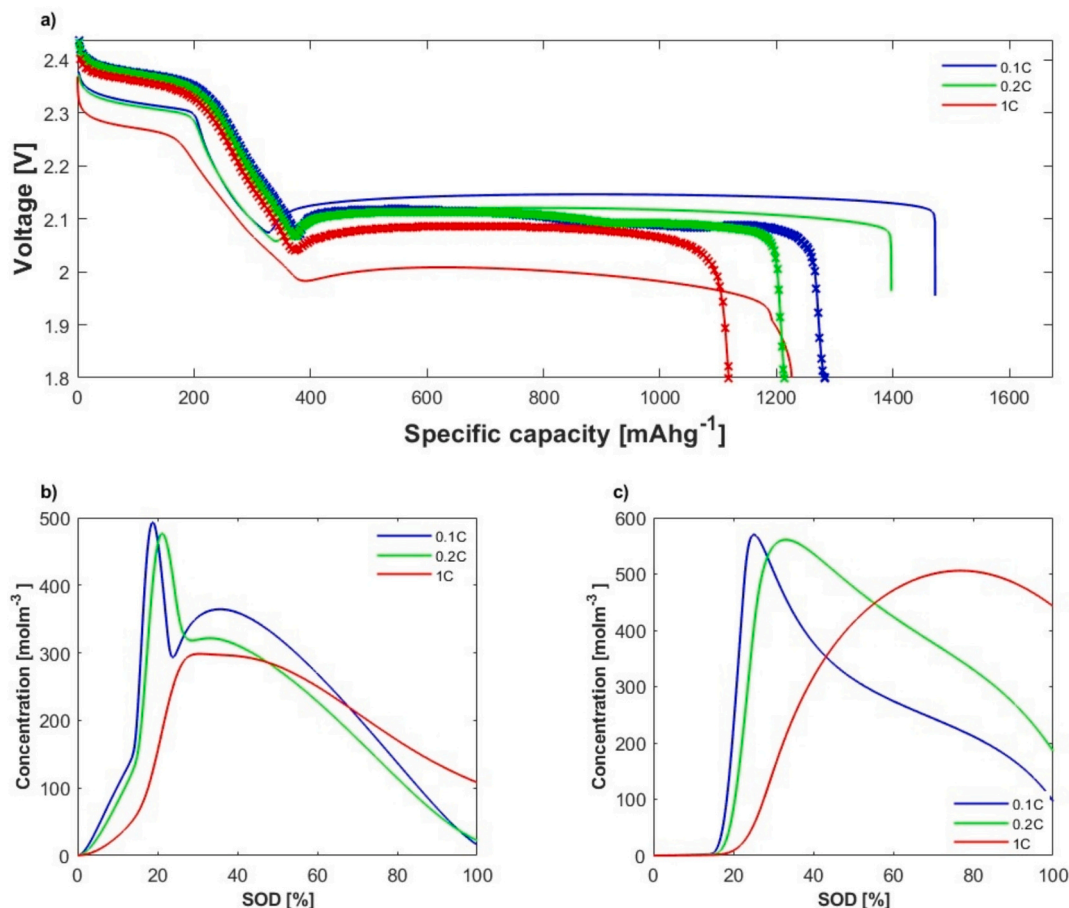 a)
2.4
2.3
2.2
2.1
2
1.9
1.8
Voltage [V]
0.1C
0.2C
1C
0 200 400 600 800 1000 1200 1400 1600
Specific capacity [mAhg-1]
b)
500
400
300
200
100
0
Concentration [molm-3]
0.1C
0.2C
1C
0 20 40 60 80 100
SOD [%]
c)
600
500
400
300
200
100
0
Concentration [molm-3]
0.1C
0.2C
1C
0 20 40 60 80 100
SOD [%]